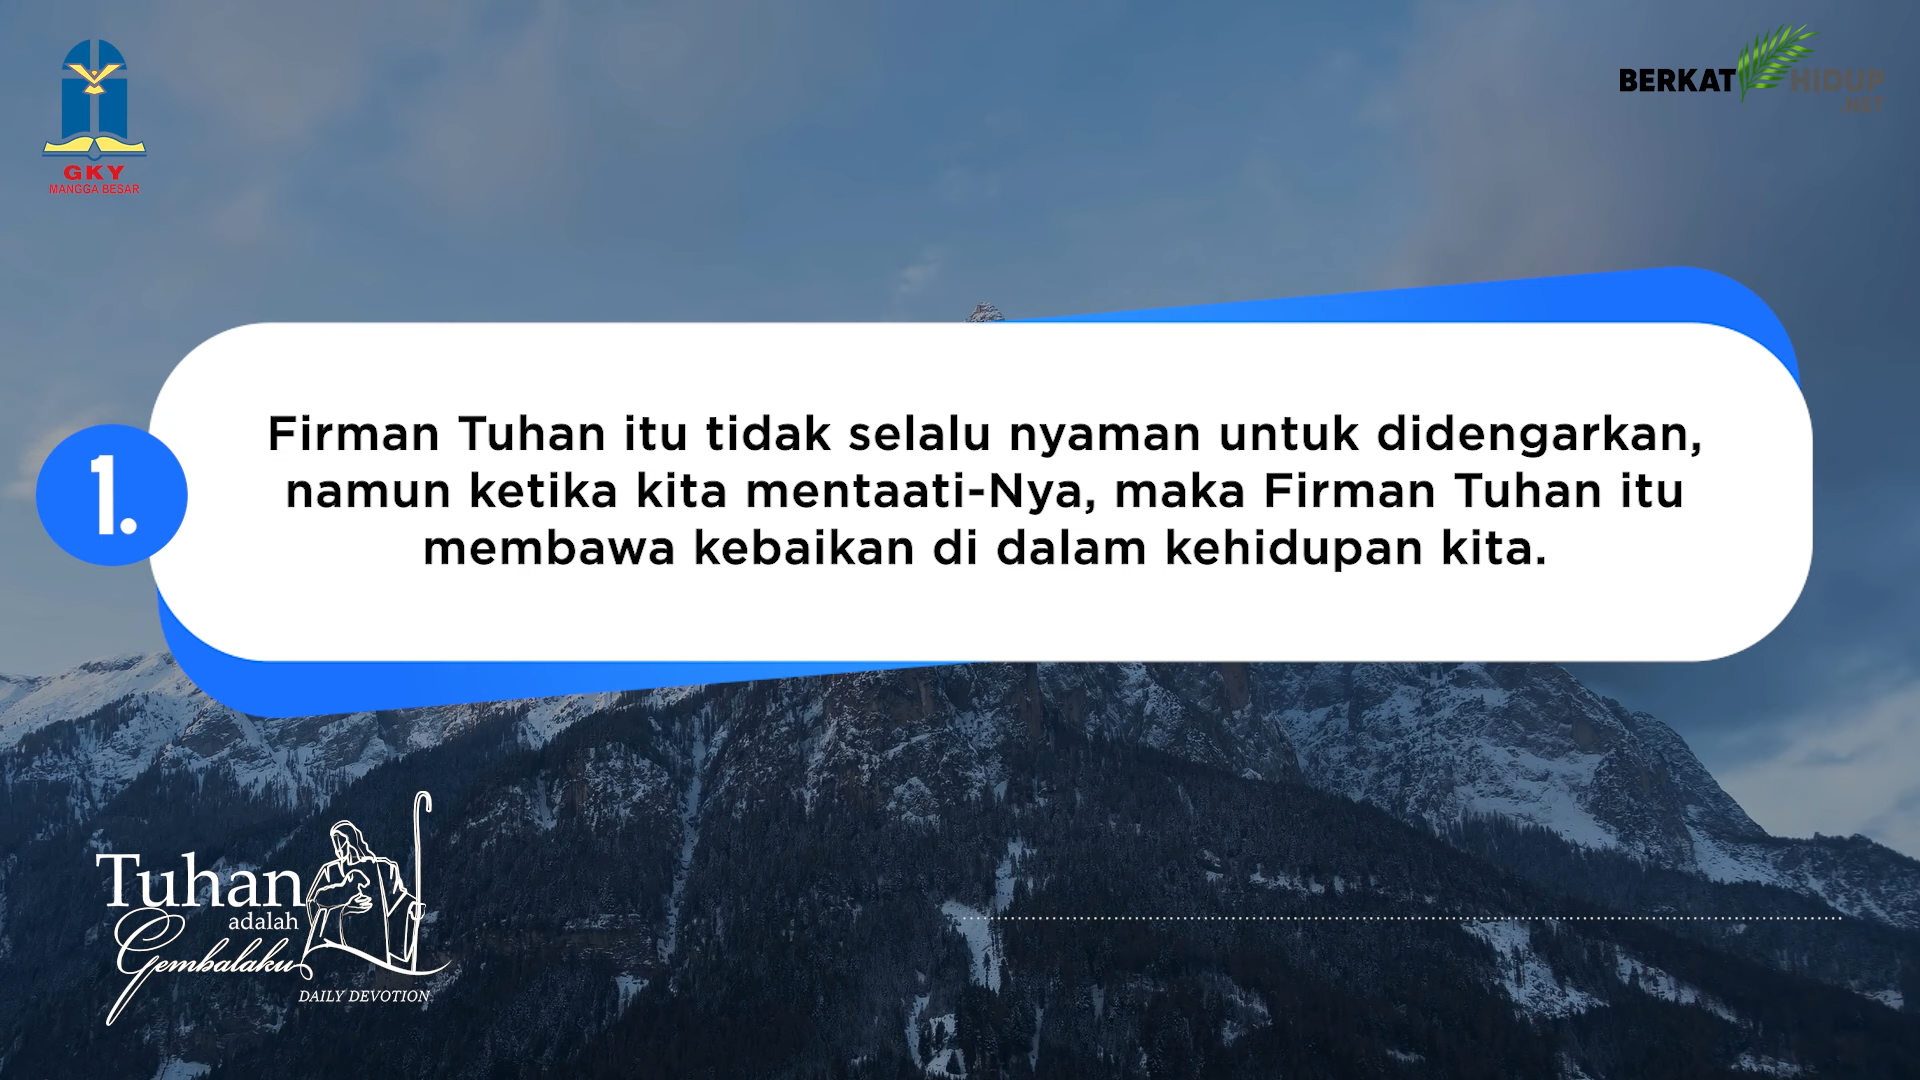 GKY
MANGGA BESAR
BERKAT HIDUP
.NET
1.
Firman Tuhan itu tidak selalu nyaman untuk didengarkan,
namun ketika kita mentaati-Nya, maka Firman Tuhan itu
membawa kebaikan di dalam kehidupan kita.
Tuhan
adalah
Gembalaku
DAILY DEVOTION